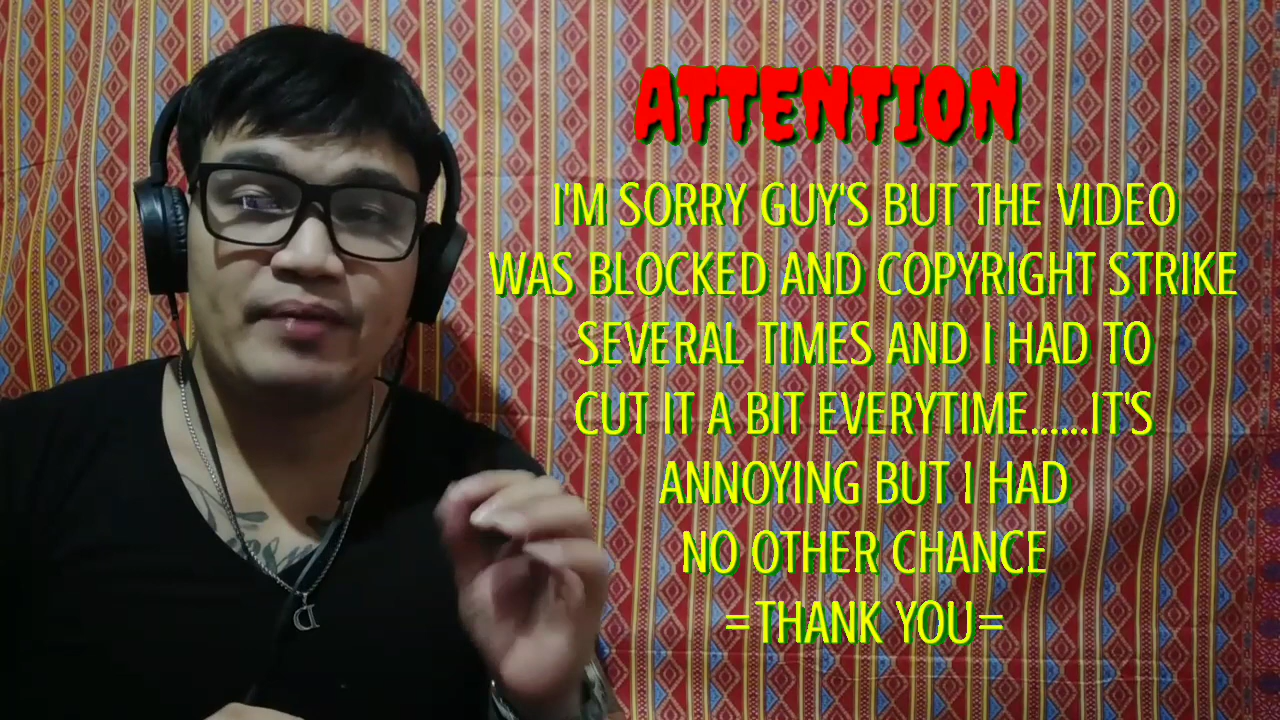 ATTENTION
I'M SORRY GUY'S BUT THE VIDEO
WAS BLOCKED AND COPYRIGHT STRIKE
SEVERAL TIMES AND I HAD TO
CUT IT A BIT EVERYTIME......IT'S
ANNOYING BUT I HAD
NO OTHER CHANCE
=THANK YOU=